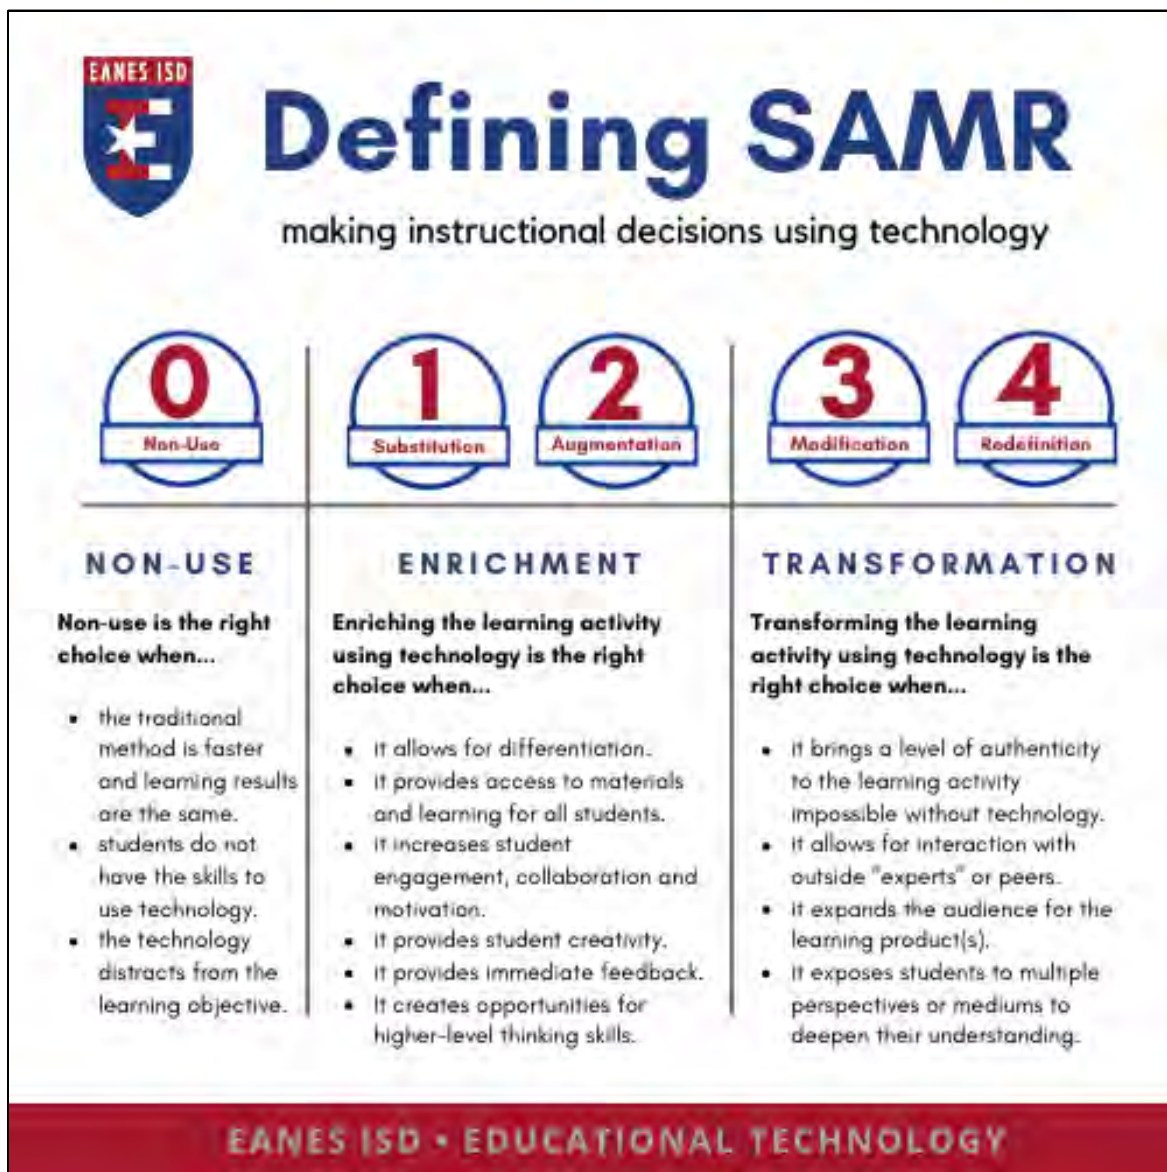 EANES ISD
E
Defining SAMR
making instructional decisions using technology
0
Non-Use
1
Substitution
2
Augmentation
3
Modification
4
Redefinition
NON-USE
Non-use is the right
choice when...
• the traditional
method is faster
and learning results
are the same.
• students do not
have the skills to
use technology.
• the technology
distracts from the
learning objective.
ENRICHMENT
Enriching the learning activity
using technology is the right
choice when...
• it allows for differentiation.
• it provides access to materials
and learning for all students.
• it increases student
engagement, collaboration and
motivation.
• it provides student creativity.
• it provides immediate feedback.
• It creates opportunities for
higher-level thinking skills.
TRANSFORMATION
Transforming the learning
activity using technology is the
right choice when...
• it brings a level of authenticity
to the learning activity
impossible without technology.
• it allows for interaction with
outside "experts" or peers.
• it expands the audience for the
learning product(s).
• it exposes students to multiple
perspectives or mediums to
deepen their understanding.
EANES ISD • EDUCATIONAL TECHNOLOGY